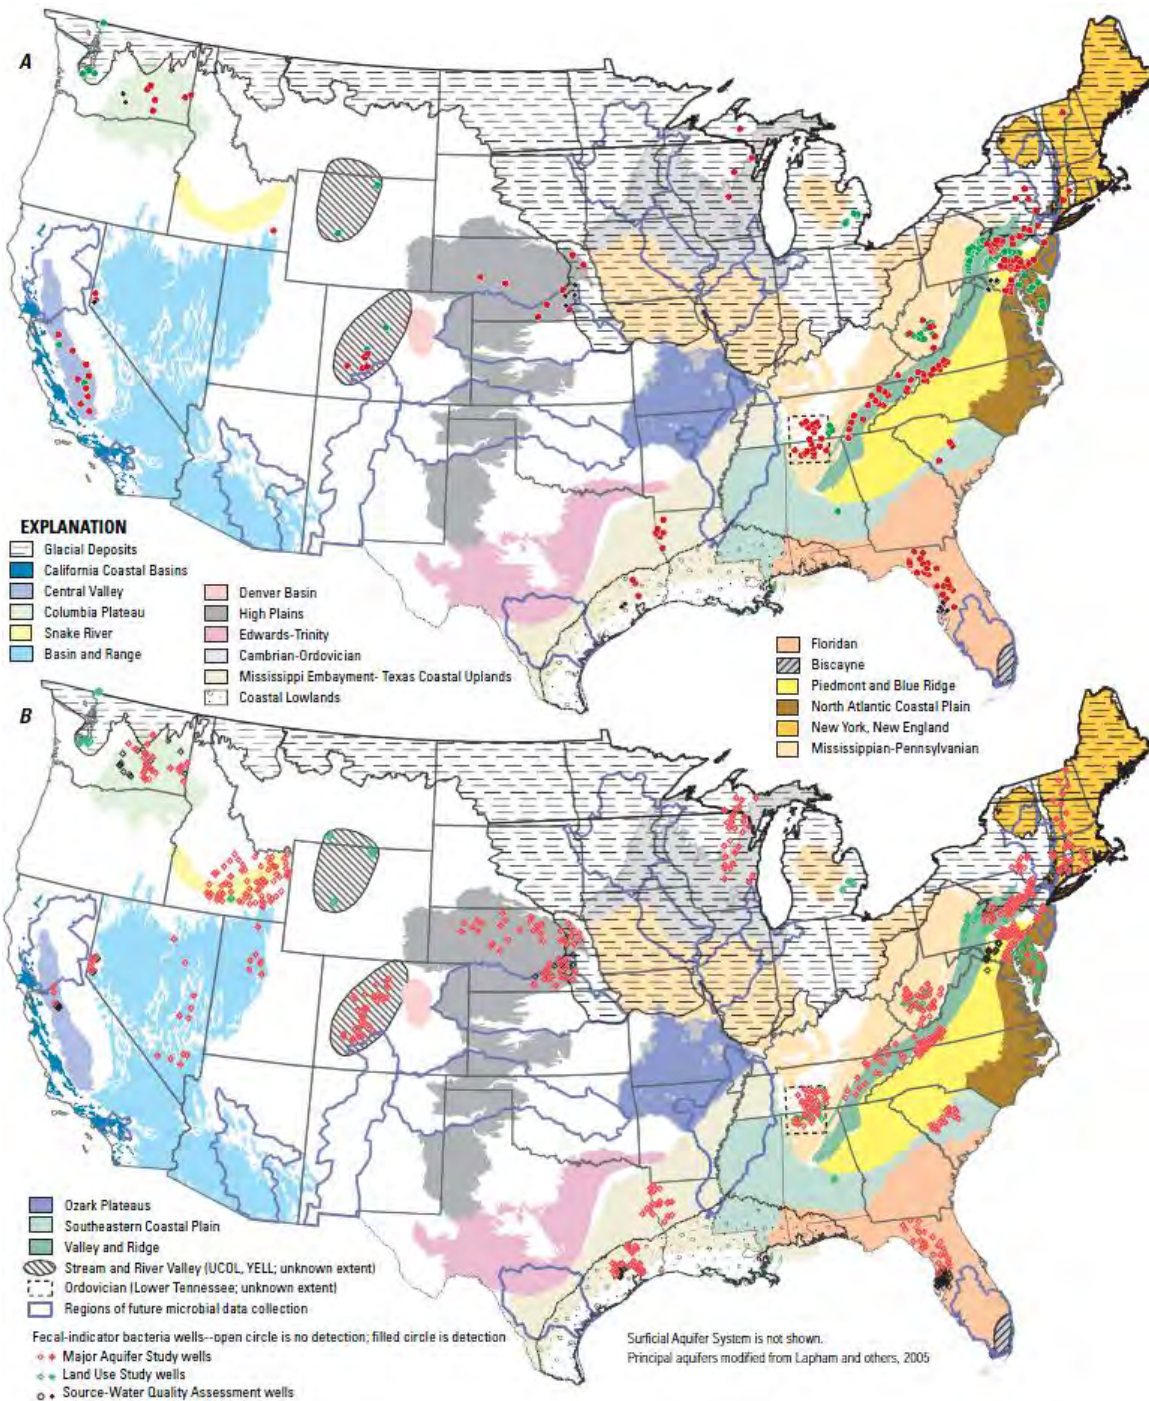 A
EXPLANATION
Glacial Deposits
California Coastal Basins
Central Valley
Columbia Plateau
Snake River
Basin and Range
Denver Basin
High Plains
Edwards-Trinity
Cambrian-Ordovician
Mississippi Embayment- Texas Coastal Uplands
Coastal Lowlands
Floridan
Biscayne
Piedmont and Blue Ridge
North Atlantic Coastal Plain
New York, New England
Mississippian-Pennsylvanian
B
Ozark Plateaus
Southeastern Coastal Plain
Valley and Ridge
Stream and River Valley (UCOL, YELL; unknown extent)
Ordovician (Lower Tennessee; unknown extent)
Regions of future microbial data collection
Fecal-indicator bacteria wells--open circle is no detection; filled circle is detection
Major Aquifer Study wells
Land Use Study wells
Source-Water Quality Assessment wells
Surficial Aquifer System is not shown.
Principal aquifers modified from Lapham and others, 2005